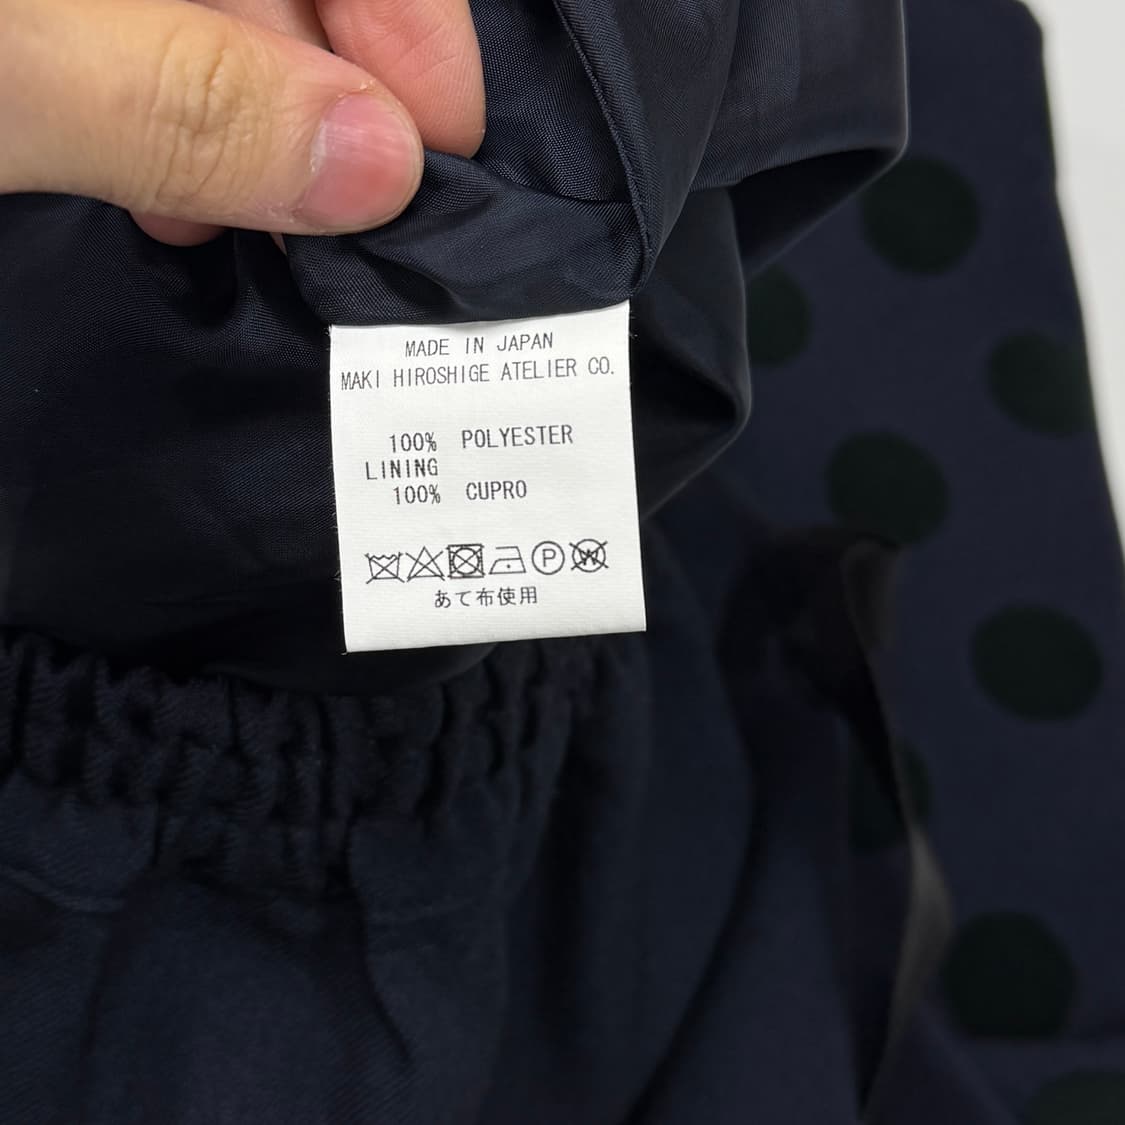 MADE IN JAPAN
MAKI HIROSHIGE ATELIER CO.
100% POLYESTER
LINING
100% CUPRO
P W
あて布使用